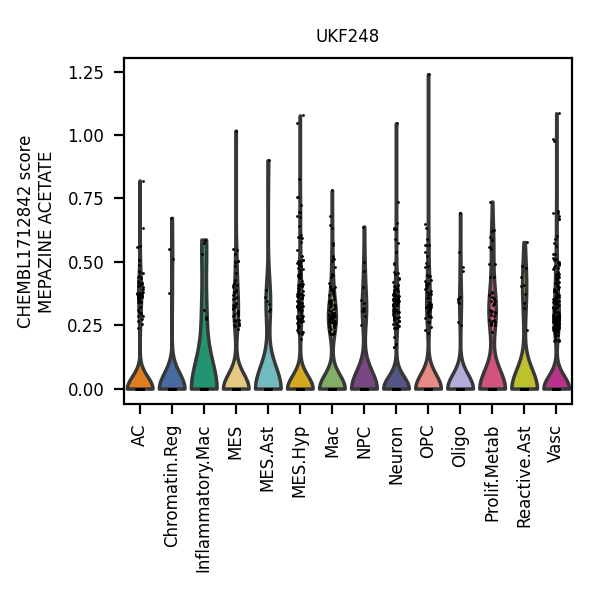 UKF248
CHEMBL1712842 score
MEPAZINE ACETATE
1.25
1.00
0.75
0.50
0.25
0.00
AC
Chromatin.Reg
Inflammatory.Mac
MES
MES.Ast
MES.Hyp
Mac
NPC
Neuron
OPC
Oligo
Prolif.Metab
Reactive.Ast
Vasc